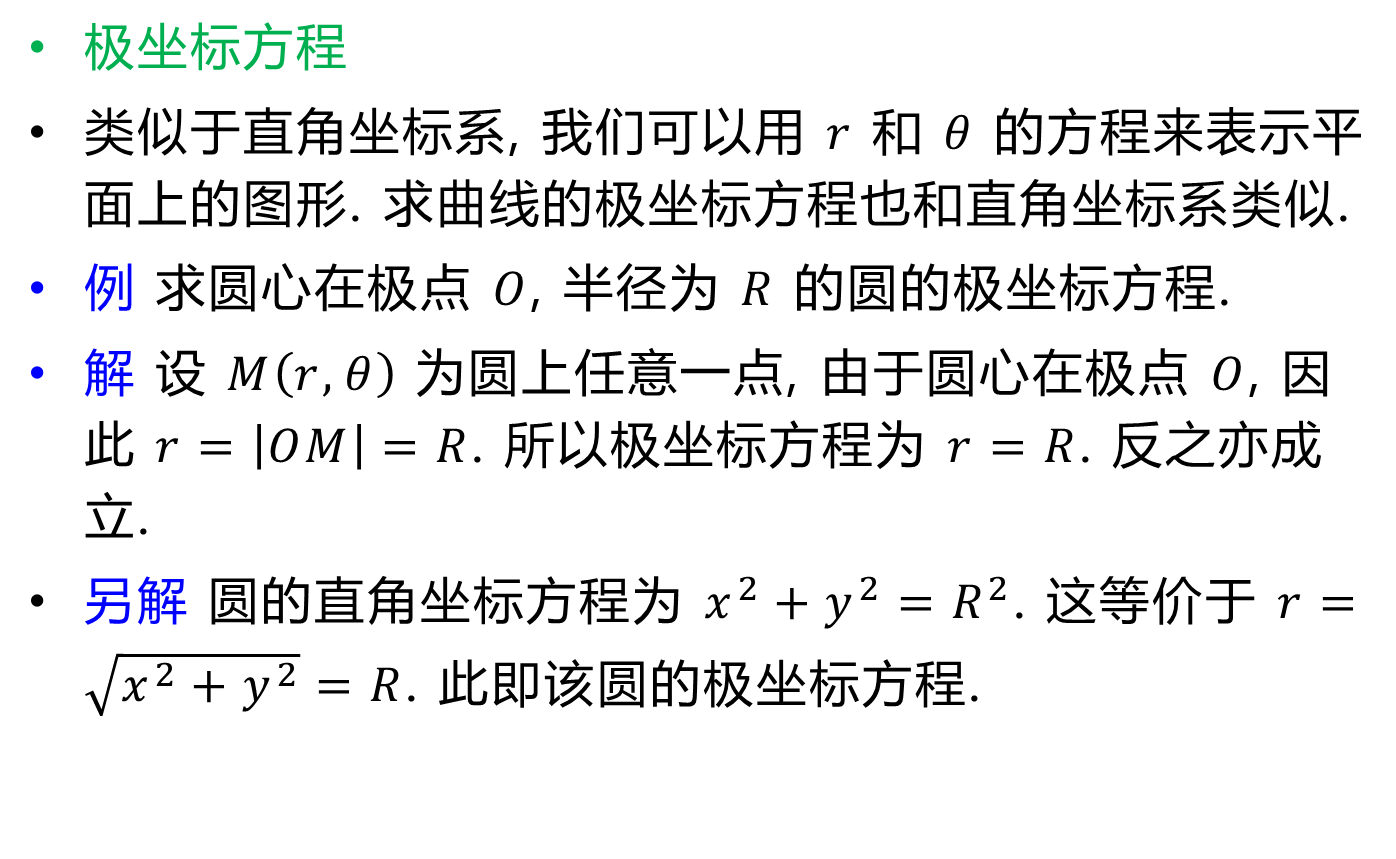 • 极坐标方程
• 类似于直角坐标系, 我们可以用 r 和 θ 的方程来表示平
面上的图形. 求曲线的极坐标方程也和直角坐标系类似.
• 例 求圆心在极点 O, 半径为 R 的圆的极坐标方程.
• 解 设 M(r, θ) 为圆上任意一点, 由于圆心在极点 O, 因
此 r = |OM| = R. 所以极坐标方程为 r = R. 反之亦成
立.
• 另解 圆的直角坐标方程为 x² + y² = R². 这等价于 r =
√(x² + y²) = R. 此即该圆的极坐标方程.